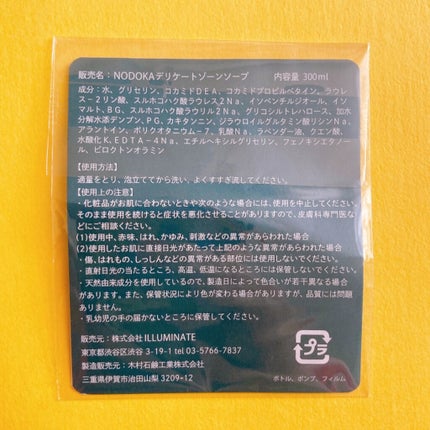 販売名：NODOKAデリケートゾーンソープ　内容量 300ml
成分：水、グリセリン、コカミドDEA、コカミドプロピルベタイン、ラウレ
ス－2リン酸、スルホコハク酸ラウレス2Na、イソペンチルジオール、イソ
マルト、BG、スルホコハク酸ラウリル2Na、グリコシルトレハロース、加水
分解水添デンプン、PG、カキタンニン、ジラウロイルグルタミン酸リシンNa、
アラントイン、ポリクオタニウム－7、乳酸Na、ラベンダー油、クエン酸、
水酸化K、EDTA－4Na、エチルヘキシルグリセリン、フェノキシエタノー
ル、ピロクトンオラミン
【使用方法】
適量をとり、泡立ててから洗い、よくすすぎ流してください。
【使用上の注意】
・化粧品がお肌に合わないときや次のような場合には、使用を中止してください。
そのまま使用を続けると症状を悪化させることがありますので、皮膚科専門医など
にご相談ください。
(1)使用中、赤味、はれ、かゆみ、刺激などの異常があらわれた場合
(2)使用したお肌に直接日光があたって上記のような異常があらわれた場合
・傷、はれもの、しっしんなどの異常がある部位には使用しないでください。
・直射日光の当たるところ、高温、低温になるところには保管しないでください。
・天然由来成分を使用しているので、製造日によって色合いが若干異なる場合
があります。また、保管状況により色が変わる場合がありますが、品質には問題
ありません。
・乳幼児の手の届かないところに保管してください。
販売元：株式会社 ILLUMINATE
東京都渋谷区渋谷 3-19-1 tel 03-5766-7837
製造販売元：木村石鹸工業株式会社
三重県伊賀市治田山梨 3209-12
プラ
ボトル、ポンプ、フィルム